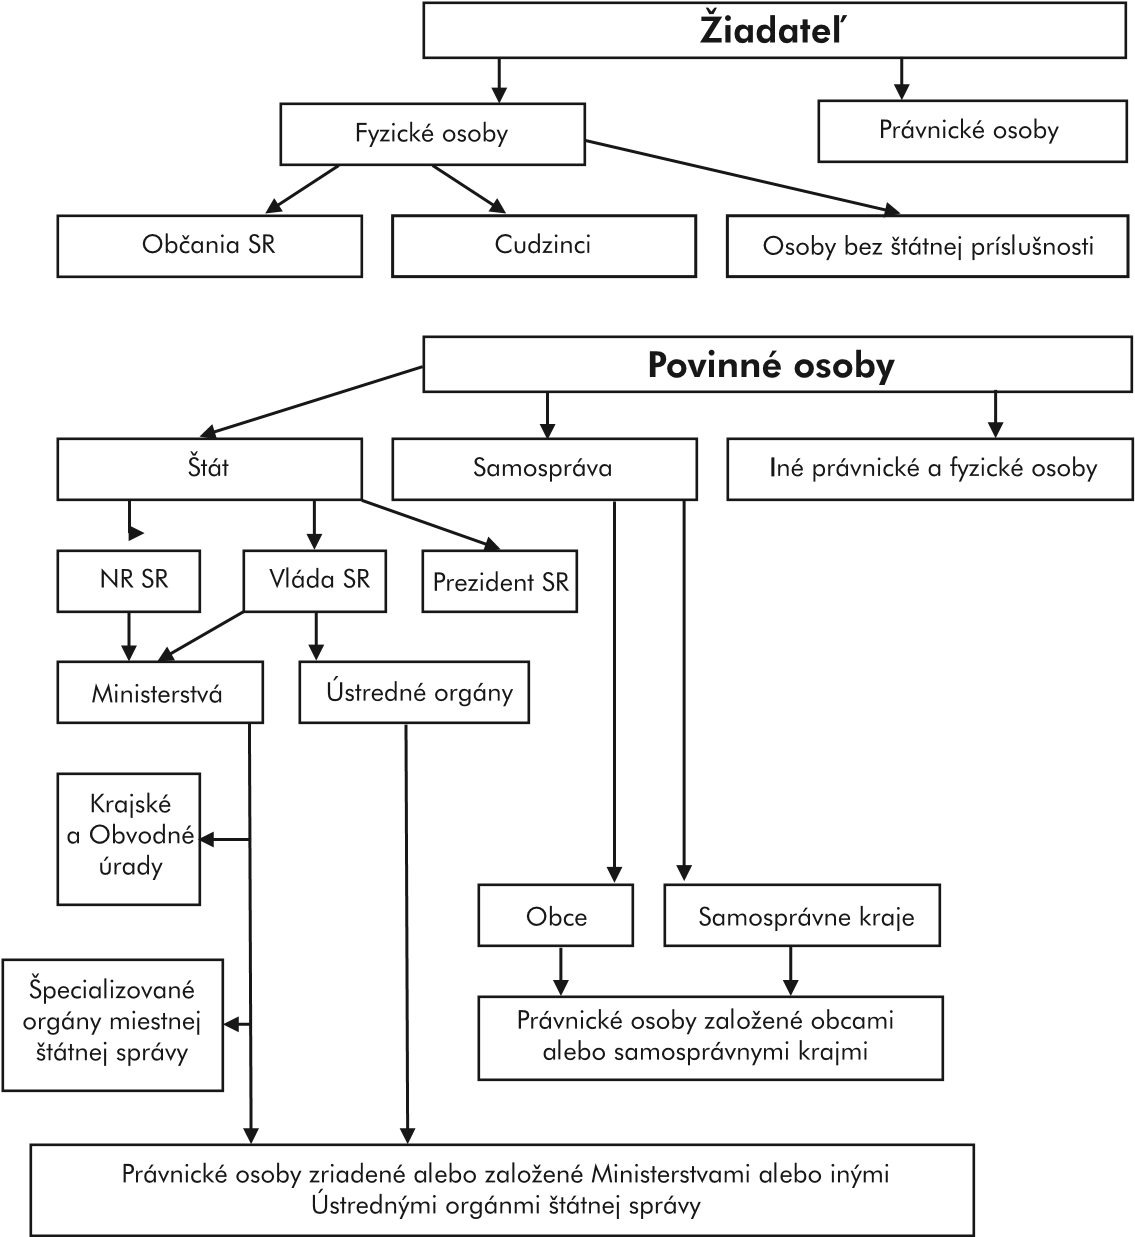 Žiadateľ
Fyzické osoby
Právnické osoby
Občania SR
Cudzinci
Osoby bez štátnej príslušnosti
Povinné osoby
Štát
Samospráva
Iné právnické a fyzické osoby
NR SR
Vláda SR
Prezident SR
Ministerstvá
Ústredné orgány
Krajské
a Obvodné
úrady
Obce
Samosprávne kraje
Špecializované
orgány miestnej
štátnej správy
Právnické osoby založené obcami
alebo samosprávnymi krajmi
Právnické osoby zriadené alebo založené Ministerstvami alebo inými
Ústrednými orgánmi štátnej správy